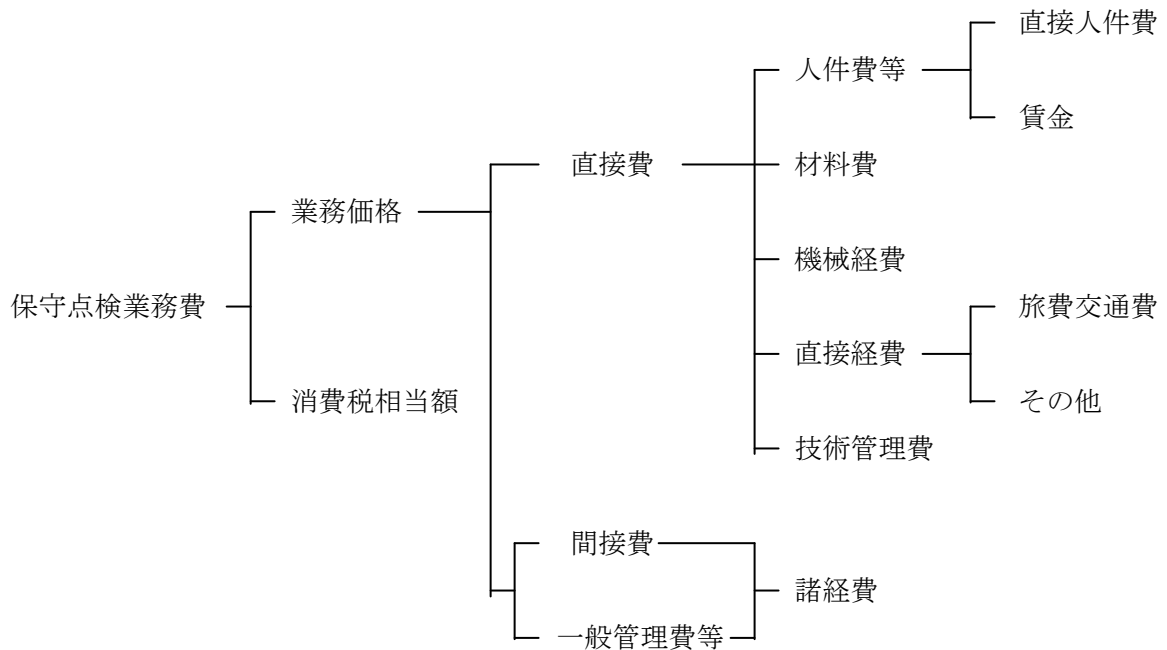 直接人件費
人件費等
賃金
直接費
材料費
業務価格
機械経費
保守点検業務費
旅費交通費
直接経費
消費税相当額
その他
技術管理費
間接費
諸経費
一般管理費等